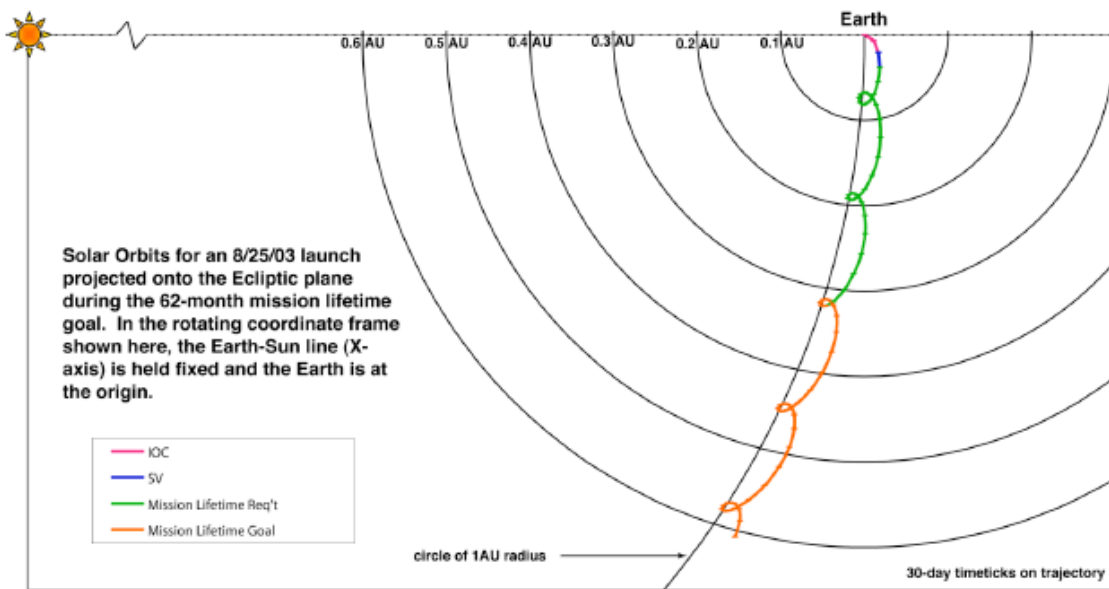 Earth
0.6 AU 0.5 AU 0.4 AU 0.3 AU 0.2 AU 0.1 AU
Solar Orbits for an 8/25/03 launch
projected onto the Ecliptic plane
during the 62-month mission lifetime
goal. In the rotating coordinate frame
shown here, the Earth-Sun line (X-
axis) is held fixed and the Earth is at
the origin.
IOC
SV
Mission Lifetime Req't
Mission Lifetime Goal
circle of 1AU radius
30-day timeticks on trajectory